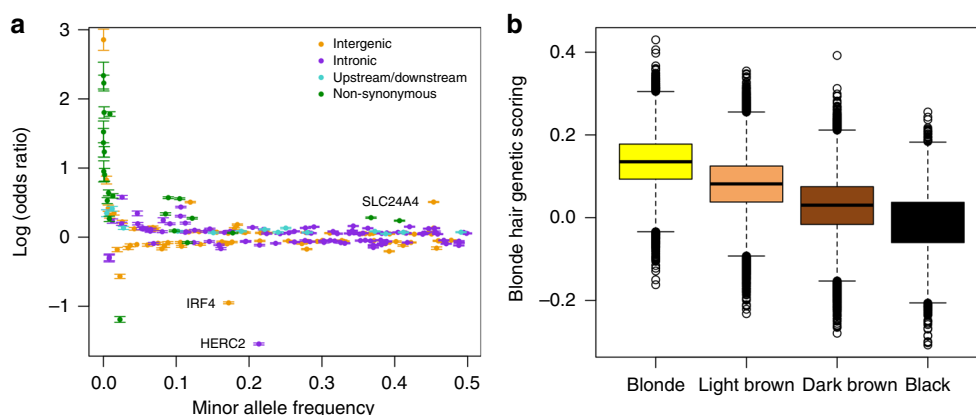 a
3
2
1
0
−1
Log (odds ratio)
Intergenic
Intronic
Upstream/downstream
Non-synonymous
SLC24A4
IRF4
HERC2
0.0 0.1 0.2 0.3 0.4 0.5
Minor allele frequency
b
0.4
0.2
0.0
−0.2
Blonde hair genetic scoring
Blonde Light brown Dark brown Black